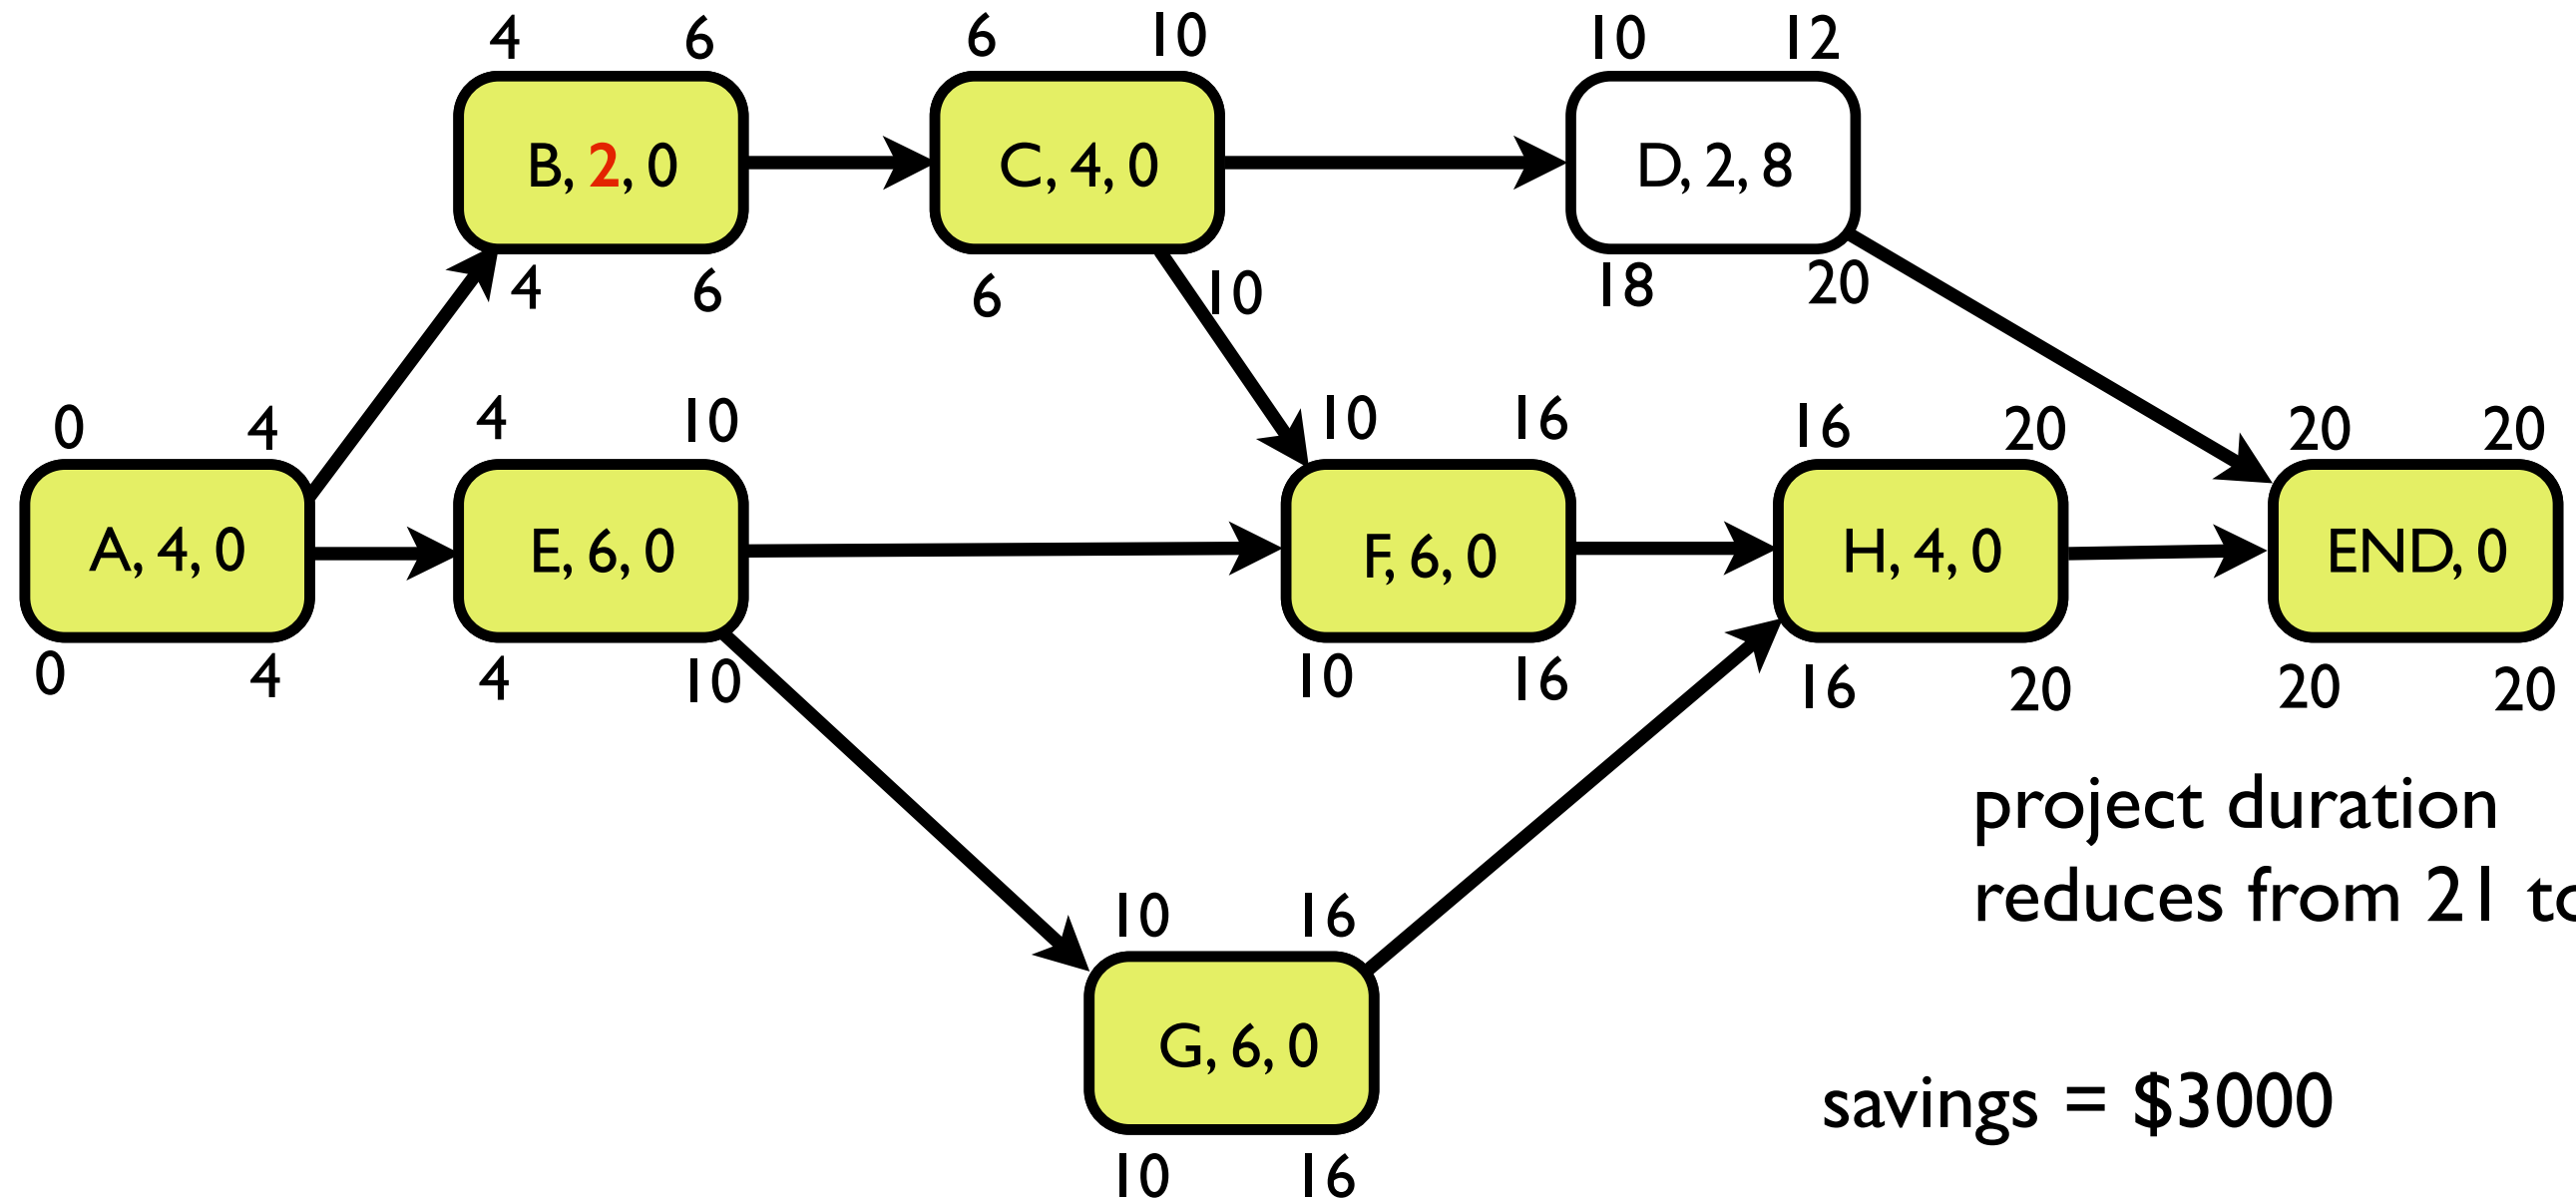 4 6 6 10 10 12
B, 2, 0 C, 4, 0 D, 2, 8
4 6 6 10 18 20
0 4 4 10 10 16 16 20 20 20
A, 4, 0 E, 6, 0 F, 6, 0 H, 4, 0 END, 0
0 4 4 10 10 16 16 20 20 20
project duration
reduces from 21 to
10 16
G, 6, 0
savings = $3000
10 16